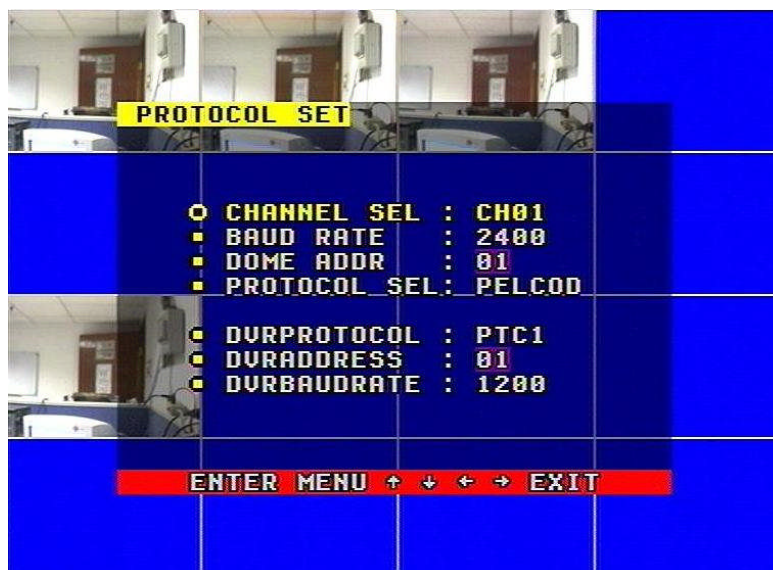 PROTOCOL SET
CHANNEL SEL : CH01
BAUD RATE : 2400
DOME ADDR : 01
PROTOCOL SEL: PELCOD
DVRPROTOCOL : PTC1
DVRADDRESS : 01
DVRBAUDRATE : 1200
ENTER MENU ↑ ↓ ← → EXIT